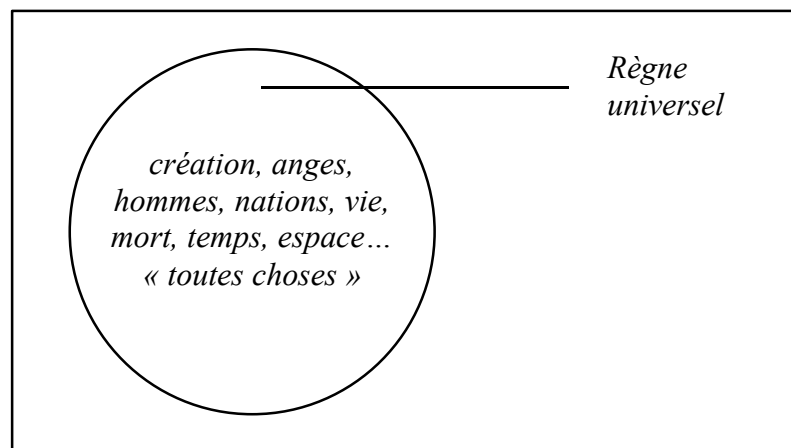 Règne
universel
création, anges,
hommes, nations, vie,
mort, temps, espace…
« toutes choses »